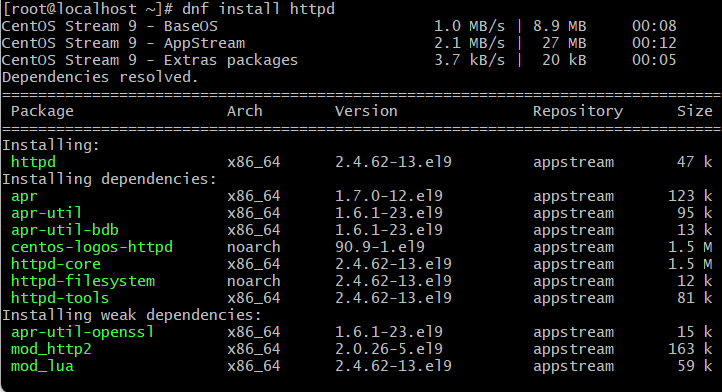 [root@localhost ~]# dnf install httpd
CentOS Stream 9 - BaseOS                        1.0 MB/s | 8.9 MB     00:08
CentOS Stream 9 - AppStream                     2.1 MB/s |  27 MB     00:12
CentOS Stream 9 - Extras packages               3.7 kB/s |  20 kB     00:05
Dependencies resolved.
================================================================================
 Package                Arch        Version               Repository      Size
================================================================================
Installing:
 httpd                  x86_64      2.4.62-13.el9         appstream       47 k
Installing dependencies:
 apr                    x86_64      1.7.0-12.el9          appstream      123 k
 apr-util               x86_64      1.6.1-23.el9          appstream       95 k
 apr-util-bdb           x86_64      1.6.1-23.el9          appstream       13 k
 centos-logos-httpd     noarch      90.9-1.el9            appstream      1.5 M
 httpd-core             x86_64      2.4.62-13.el9         appstream      1.5 M
 httpd-filesystem       noarch      2.4.62-13.el9         appstream       12 k
 httpd-tools            x86_64      2.4.62-13.el9         appstream       81 k
Installing weak dependencies:
 apr-util-openssl       x86_64      1.6.1-23.el9          appstream       15 k
 mod_http2              x86_64      2.0.26-5.el9          appstream      163 k
 mod_lua                x86_64      2.4.62-13.el9         appstream       59 k